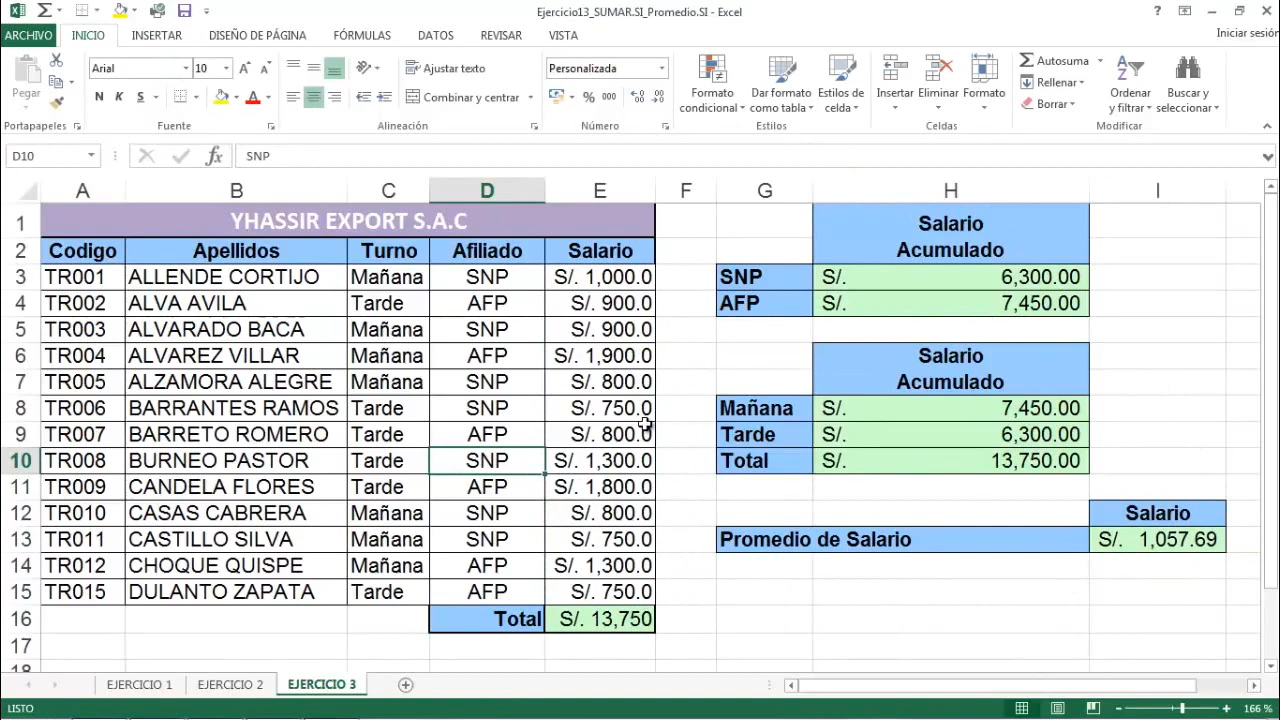 Ejercicio13_SUMAR.SI_Promedio.SI - Excel
ARCHIVO INICIO INSERTAR DISEÑO DE PÁGINA FÓRMULAS DATOS REVISAR VISTA Iniciar sesión
Pegar
Arial 10
N K S
Ajustar texto
Combinar y centrar
Personalizada
% 000
Formato condicional
Dar formato como tabla
Estilos de celda
Insertar Eliminar Formato
Autosuma
Rellenar
Borrar
Ordenar y filtrar
Buscar y seleccionar
Portapapeles Fuente Alineación Número Estilos Celdas Modificar
D10 fx SNP
A B C D E F G H I
1 YHASSIR EXPORT S.A.C Salario
2 Codigo Apellidos Turno Afiliado Salario Acumulado
3 TR001 ALLENDE CORTIJO Mañana SNP S/. 1,000.0 SNP S/. 6,300.00
4 TR002 ALVA AVILA Tarde AFP S/. 900.0 AFP S/. 7,450.00
5 TR003 ALVARADO BACA Mañana SNP S/. 900.0
6 TR004 ALVAREZ VILLAR Mañana AFP S/. 1,900.0 Salario
7 TR005 ALZAMORA ALEGRE Mañana SNP S/. 800.0 Acumulado
8 TR006 BARRANTES RAMOS Tarde SNP S/. 750.0 Mañana S/. 7,450.00
9 TR007 BARRETO ROMERO Tarde AFP S/. 800.0 Tarde S/. 6,300.00
10 TR008 BURNEO PASTOR Tarde SNP S/. 1,300.0 Total S/. 13,750.00
11 TR009 CANDELA FLORES Tarde AFP S/. 1,800.0
12 TR010 CASAS CABRERA Mañana SNP S/. 800.0 Salario
13 TR011 CASTILLO SILVA Mañana SNP S/. 750.0 Promedio de Salario S/. 1,057.69
14 TR012 CHOQUE QUISPE Mañana AFP S/. 1,300.0
15 TR015 DULANTO ZAPATA Tarde AFP S/. 750.0
16 Total S/. 13,750
17
18
EJERCICIO 1 EJERCICIO 2 EJERCICIO 3
LISTO 166 %